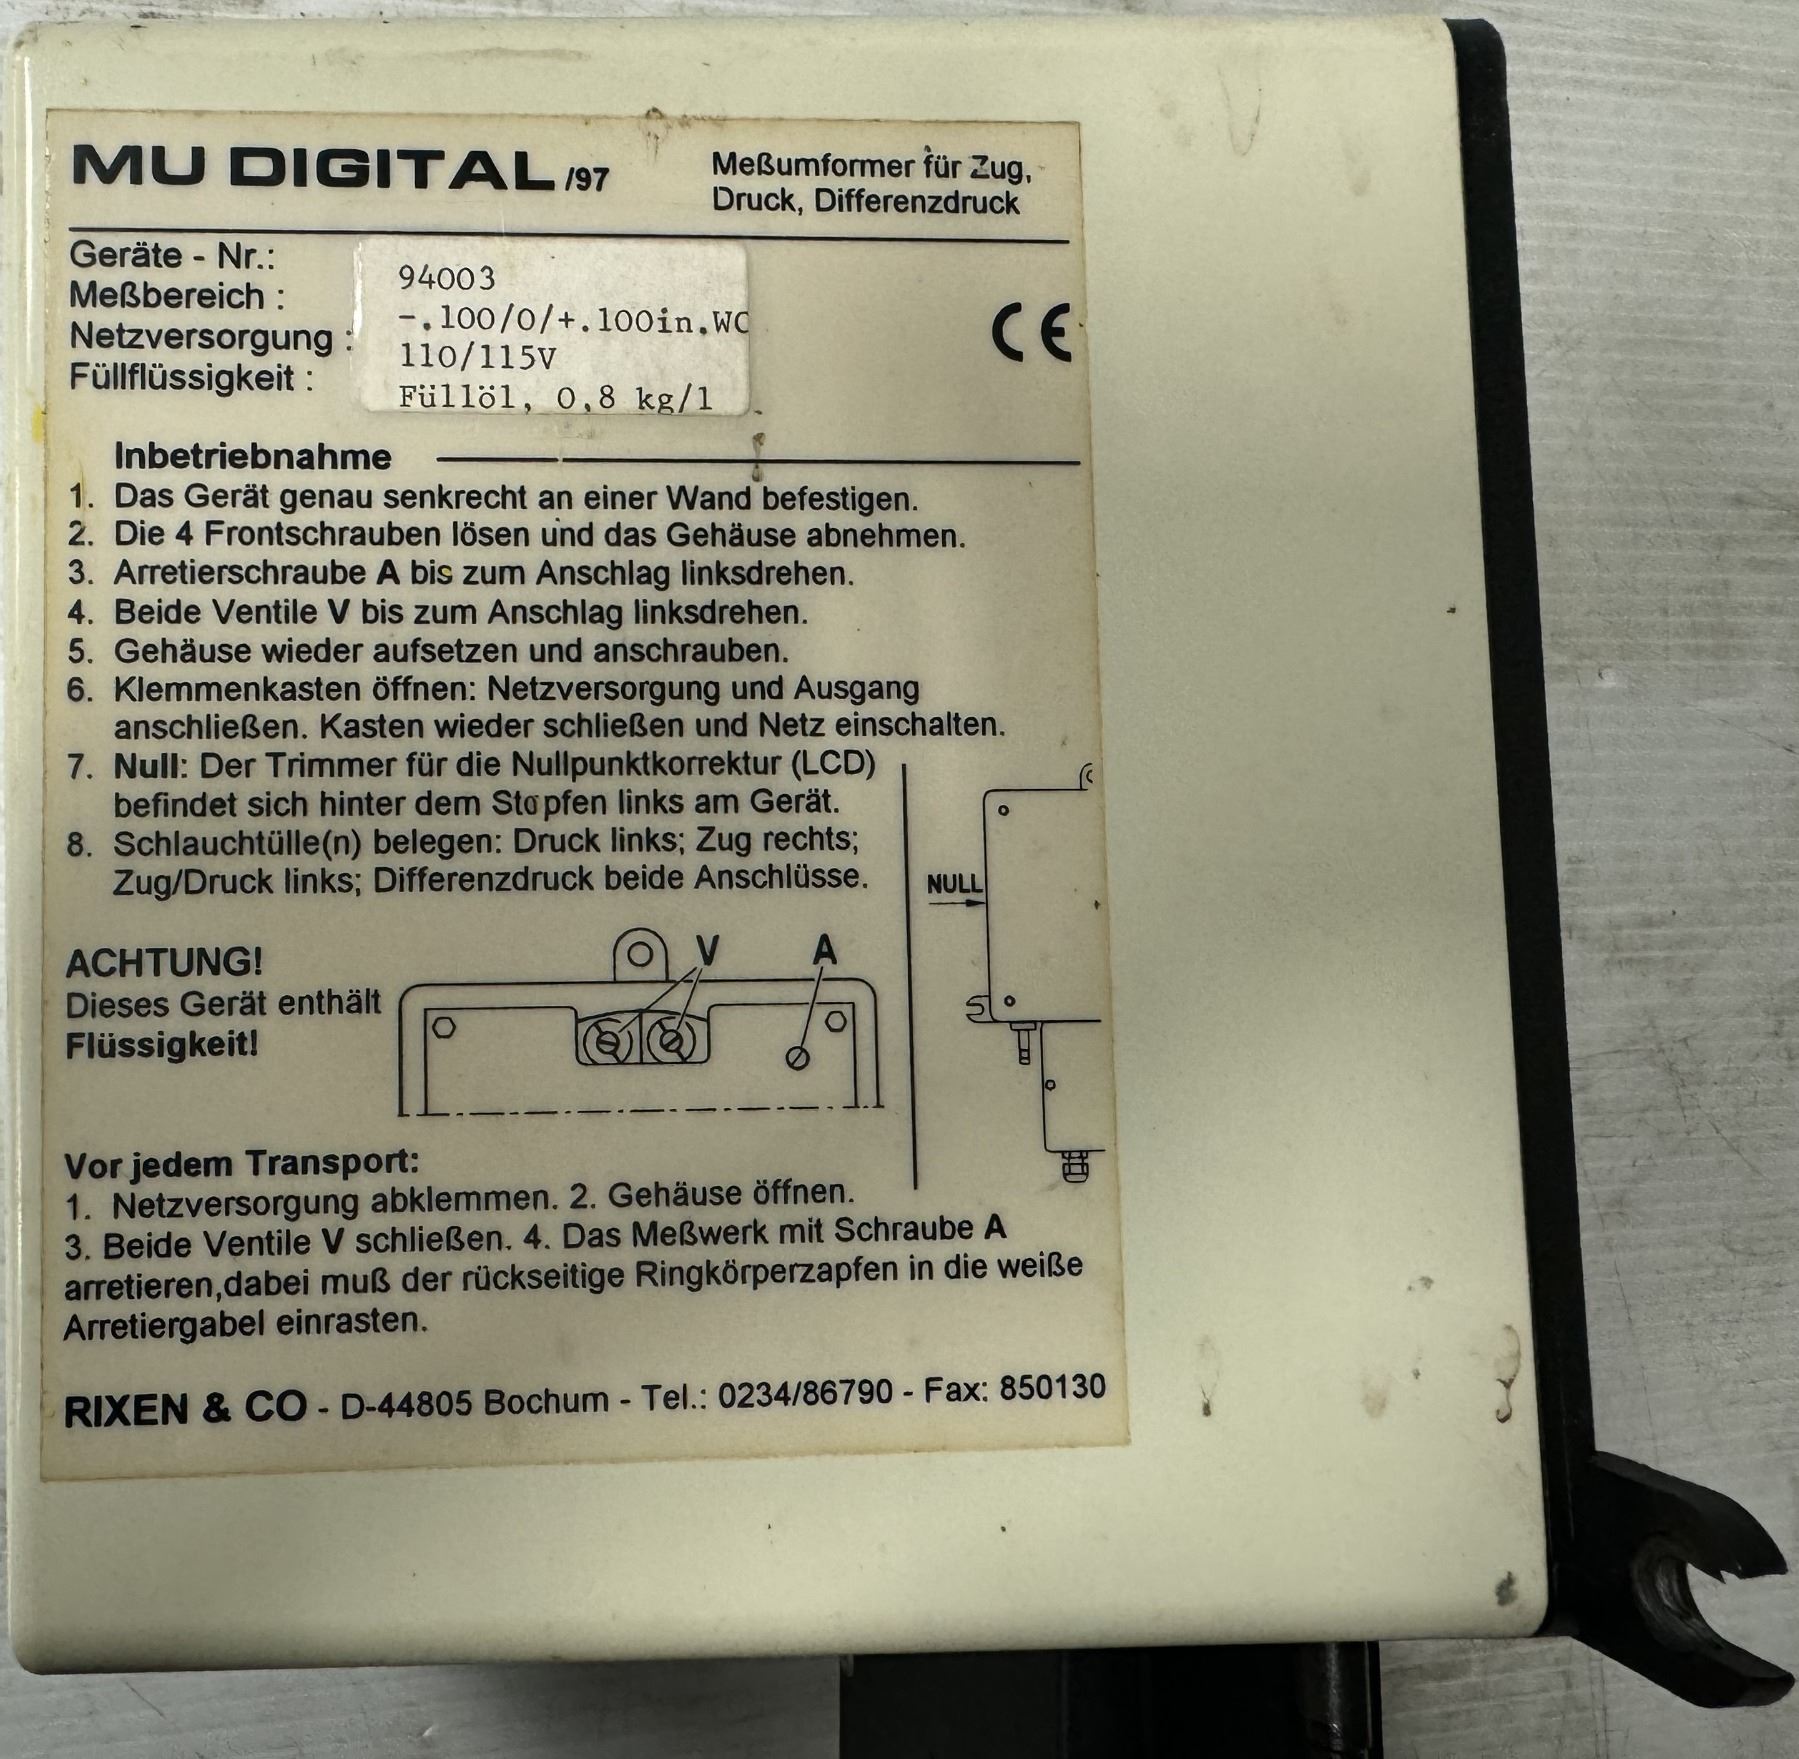 MU DIGITAL /97
Meßumformer für Zug,
Druck, Differenzdruck
Geräte - Nr.: 94003
Meßbereich : -.100/0/+.100in.WC
Netzversorgung : 110/115V
Füllflüssigkeit : Füllöl, 0,8 kg/l
CE
Inbetriebnahme
1. Das Gerät genau senkrecht an einer Wand befestigen.
2. Die 4 Frontschrauben lösen und das Gehäuse abnehmen.
3. Arretierschraube A bis zum Anschlag linksdrehen.
4. Beide Ventile V bis zum Anschlag linksdrehen.
5. Gehäuse wieder aufsetzen und anschrauben.
6. Klemmenkasten öffnen: Netzversorgung und Ausgang
anschließen. Kasten wieder schließen und Netz einschalten.
7. Null: Der Trimmer für die Nullpunktkorrektur (LCD)
befindet sich hinter dem Stopfen links am Gerät.
8. Schlauchtülle(n) belegen: Druck links; Zug rechts;
Zug/Druck links; Differenzdruck beide Anschlüsse.
NULL
ACHTUNG!
Dieses Gerät enthält
Flüssigkeit!
V A
Vor jedem Transport:
1. Netzversorgung abklemmen. 2. Gehäuse öffnen.
3. Beide Ventile V schließen. 4. Das Meßwerk mit Schraube A
arretieren,dabei muß der rückseitige Ringkörperzapfen in die weiße
Arretiergabel einrasten.
RIXEN & CO - D-44805 Bochum - Tel.: 0234/86790 - Fax: 850130